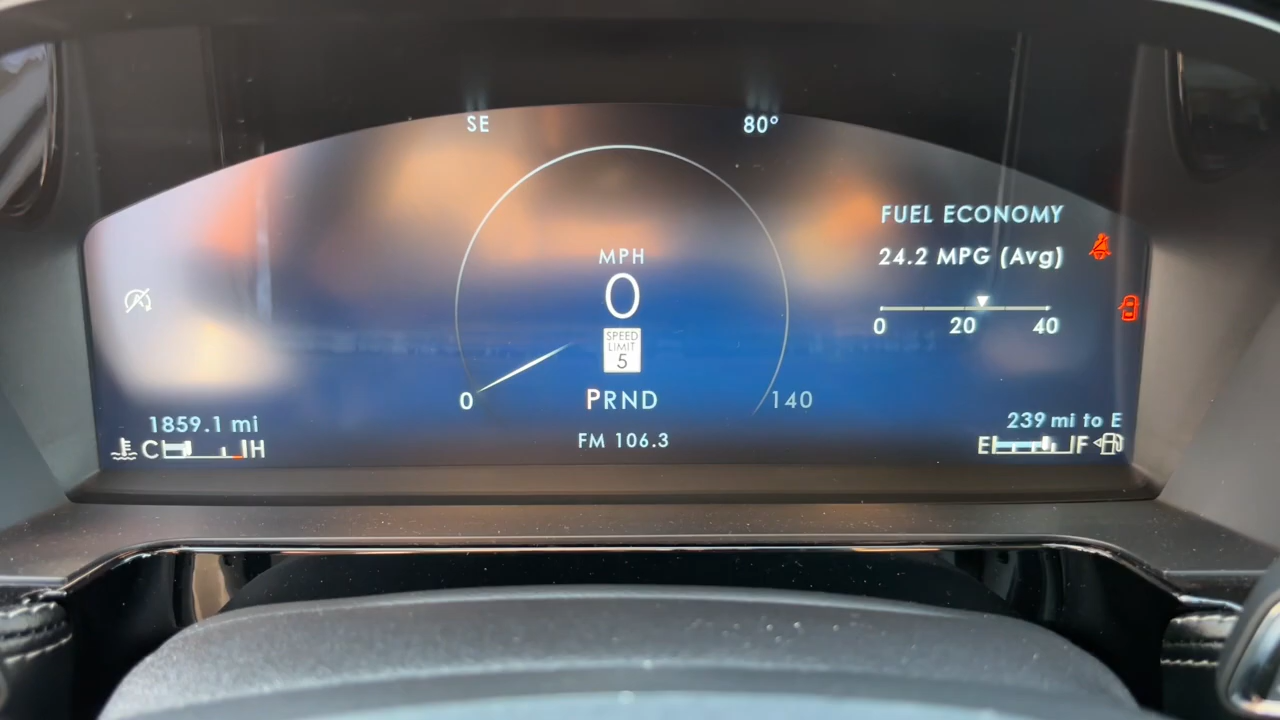 SE
80°
FUEL ECONOMY
24.2 MPG (Avg)
0 20 40
MPH
0
SPEED
LIMIT
5
0
PRND
140
FM 106.3
1859.1 mi
C H
239 mi to E
E F